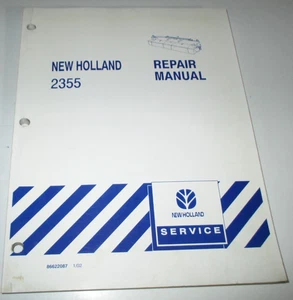 NEW HOLLAND
2355
REPAIR
MANUAL
NEW HOLLAND
SERVICE